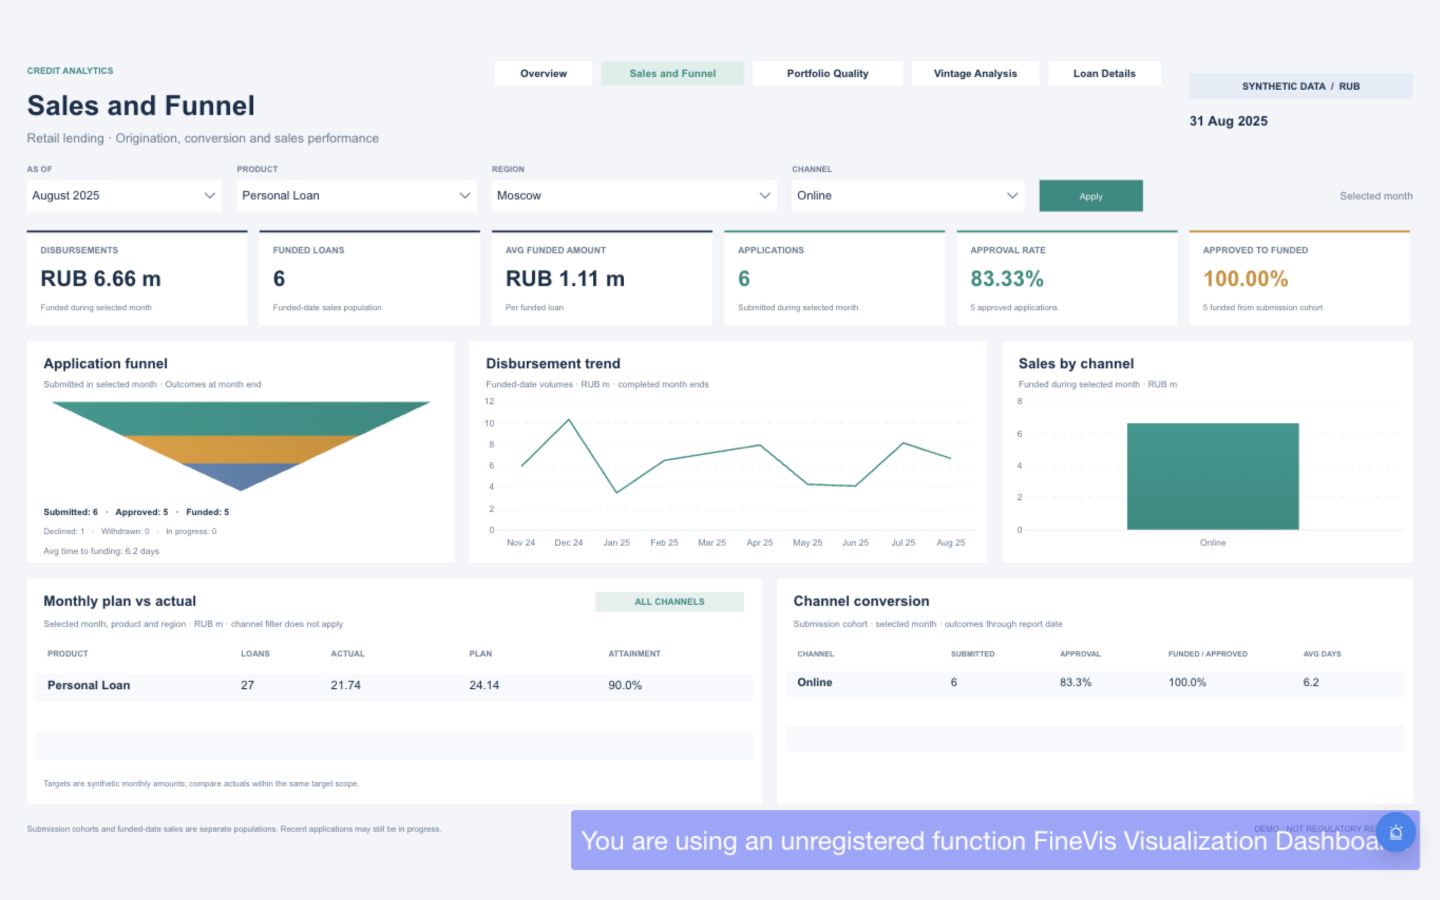 CREDIT ANALYTICS
Overview
Sales and Funnel
Portfolio Quality
Vintage Analysis
Loan Details
SYNTHETIC DATA / RUB
Sales and Funnel
31 Aug 2025
Retail lending · Origination, conversion and sales performance
AS OF
PRODUCT
REGION
CHANNEL
August 2025
Personal Loan
Moscow
Online
Apply
Selected month
DISBURSEMENTS
RUB 6.66 m
Funded during selected month
FUNDED LOANS
6
Funded-date sales population
AVG FUNDED AMOUNT
RUB 1.11 m
Per funded loan
APPLICATIONS
6
Submitted during selected month
APPROVAL RATE
83.33%
5 approved applications
APPROVED TO FUNDED
100.00%
5 funded from submission cohort
Application funnel
Submitted in selected month · Outcomes at month end
Submitted: 6 · Approved: 5 · Funded: 5
Declined: 1 · Withdrawn: 0 · In progress: 0
Avg time to funding: 6.2 days
Disbursement trend
Funded-date volumes · RUB m · completed month ends
12
10
8
6
4
2
0
Nov 24 Dec 24 Jan 25 Feb 25 Mar 25 Apr 25 May 25 Jun 25 Jul 25 Aug 25
Sales by channel
Funded during selected month · RUB m
8
6
4
2
0
Online
Monthly plan vs actual
ALL CHANNELS
Selected month, product and region · RUB m · channel filter does not apply
PRODUCT LOANS ACTUAL PLAN ATTAINMENT
Personal Loan 27 21.74 24.14 90.0%
Targets are synthetic monthly amounts; compare actuals within the same target scope.
Channel conversion
Submission cohort · selected month · outcomes through report date
CHANNEL SUBMITTED APPROVAL FUNDED / APPROVED AVG DAYS
Online 6 83.3% 100.0% 6.2
Submission cohorts and funded-date sales are separate populations. Recent applications may still be in progress.
DEMO · NOT REGULATORY
You are using an unregistered function FineVis Visualization